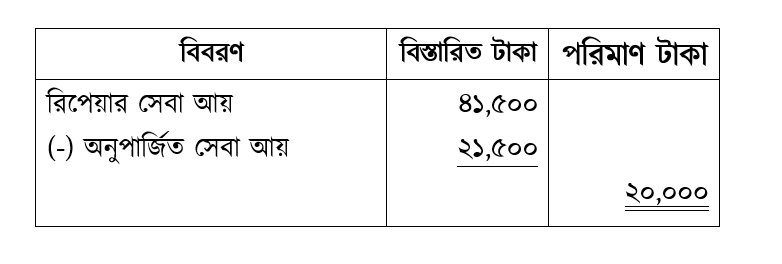 বিবরণ বিস্তারিত টাকা পরিমাণ টাকা
রিপেয়ার সেবা আয় ৪১,৫০০
(-) অনুপার্জিত সেবা আয় ২১,৫০০
২০,০০০